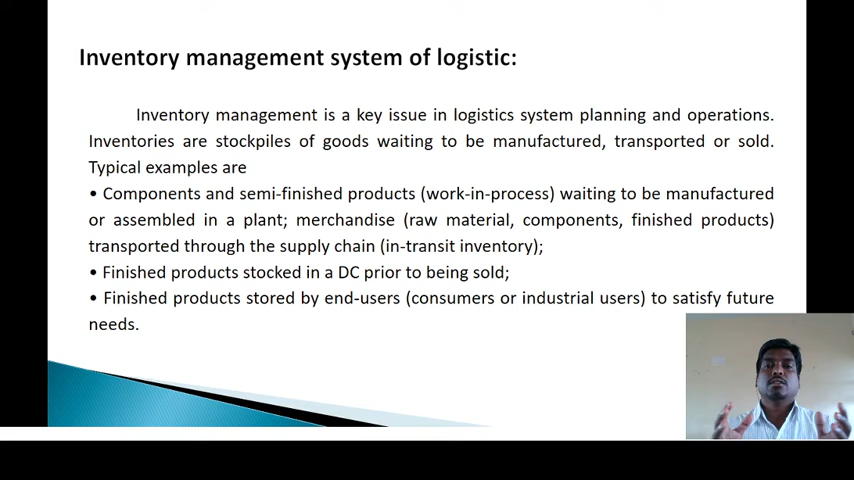 Inventory management system of logistic:
Inventory management is a key issue in logistics system planning and operations.
Inventories are stockpiles of goods waiting to be manufactured, transported or sold.
Typical examples are
• Components and semi-finished products (work-in-process) waiting to be manufactured
or assembled in a plant; merchandise (raw material, components, finished products)
transported through the supply chain (in-transit inventory);
• Finished products stocked in a DC prior to being sold;
• Finished products stored by end-users (consumers or industrial users) to satisfy future
needs.